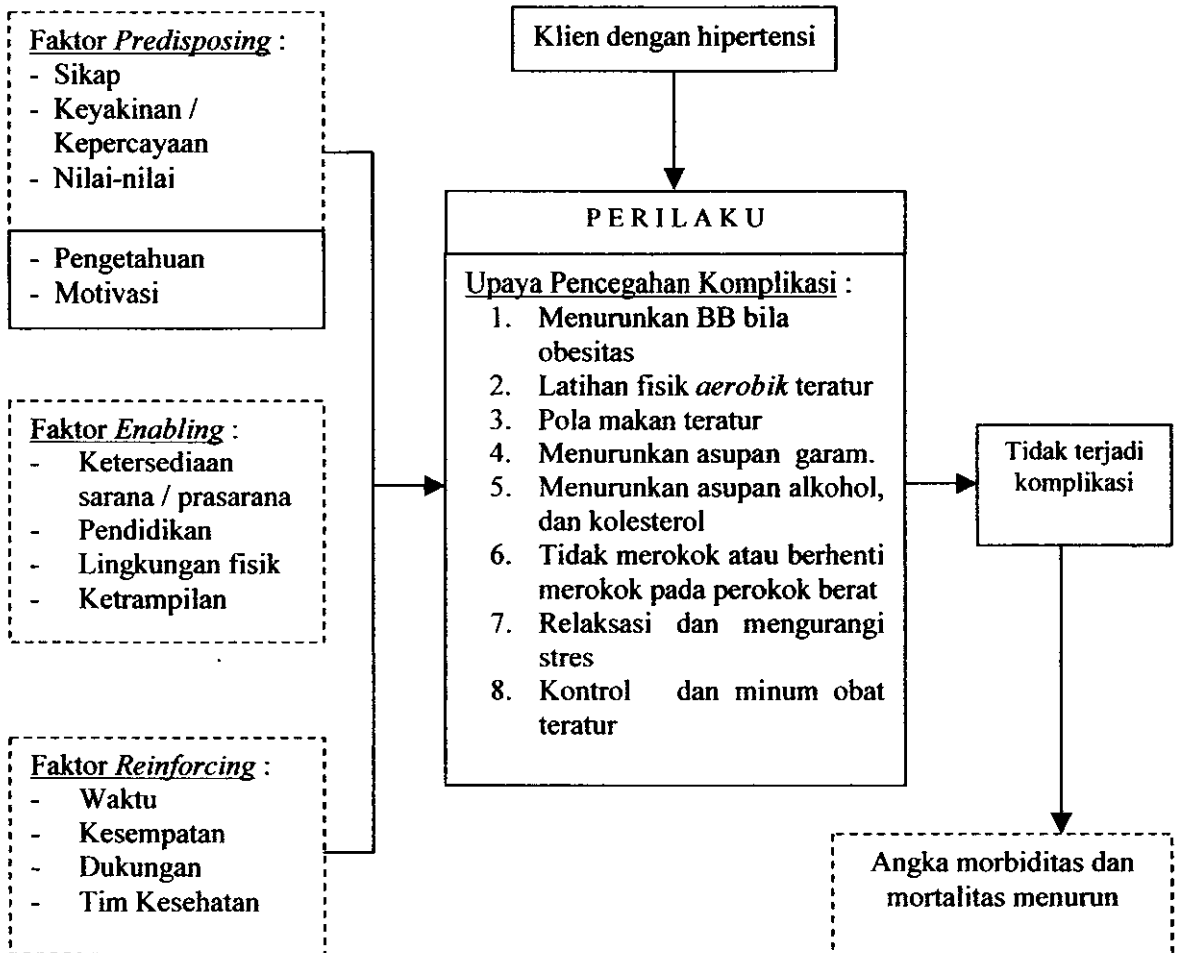 Faktor Predisposing :
- Sikap
- Keyakinan /
Kepercayaan
- Nilai-nilai
- Pengetahuan
- Motivasi
Faktor Enabling :
- Ketersediaan
sarana / prasarana
- Pendidikan
- Lingkungan fisik
- Ketrampilan
Faktor Reinforcing :
- Waktu
- Kesempatan
- Dukungan
- Tim Kesehatan
Klien dengan hipertensi
P E R I L A K U
Upaya Pencegahan Komplikasi :
1. Menurunkan BB bila
obesitas
2. Latihan fisik aerobik teratur
3. Pola makan teratur
4. Menurunkan asupan garam.
5. Menurunkan asupan alkohol,
dan kolesterol
6. Tidak merokok atau berhenti
merokok pada perokok berat
7. Relaksasi dan mengurangi
stres
8. Kontrol dan minum obat
teratur
Tidak terjadi
komplikasi
Angka morbiditas dan
mortalitas menurun